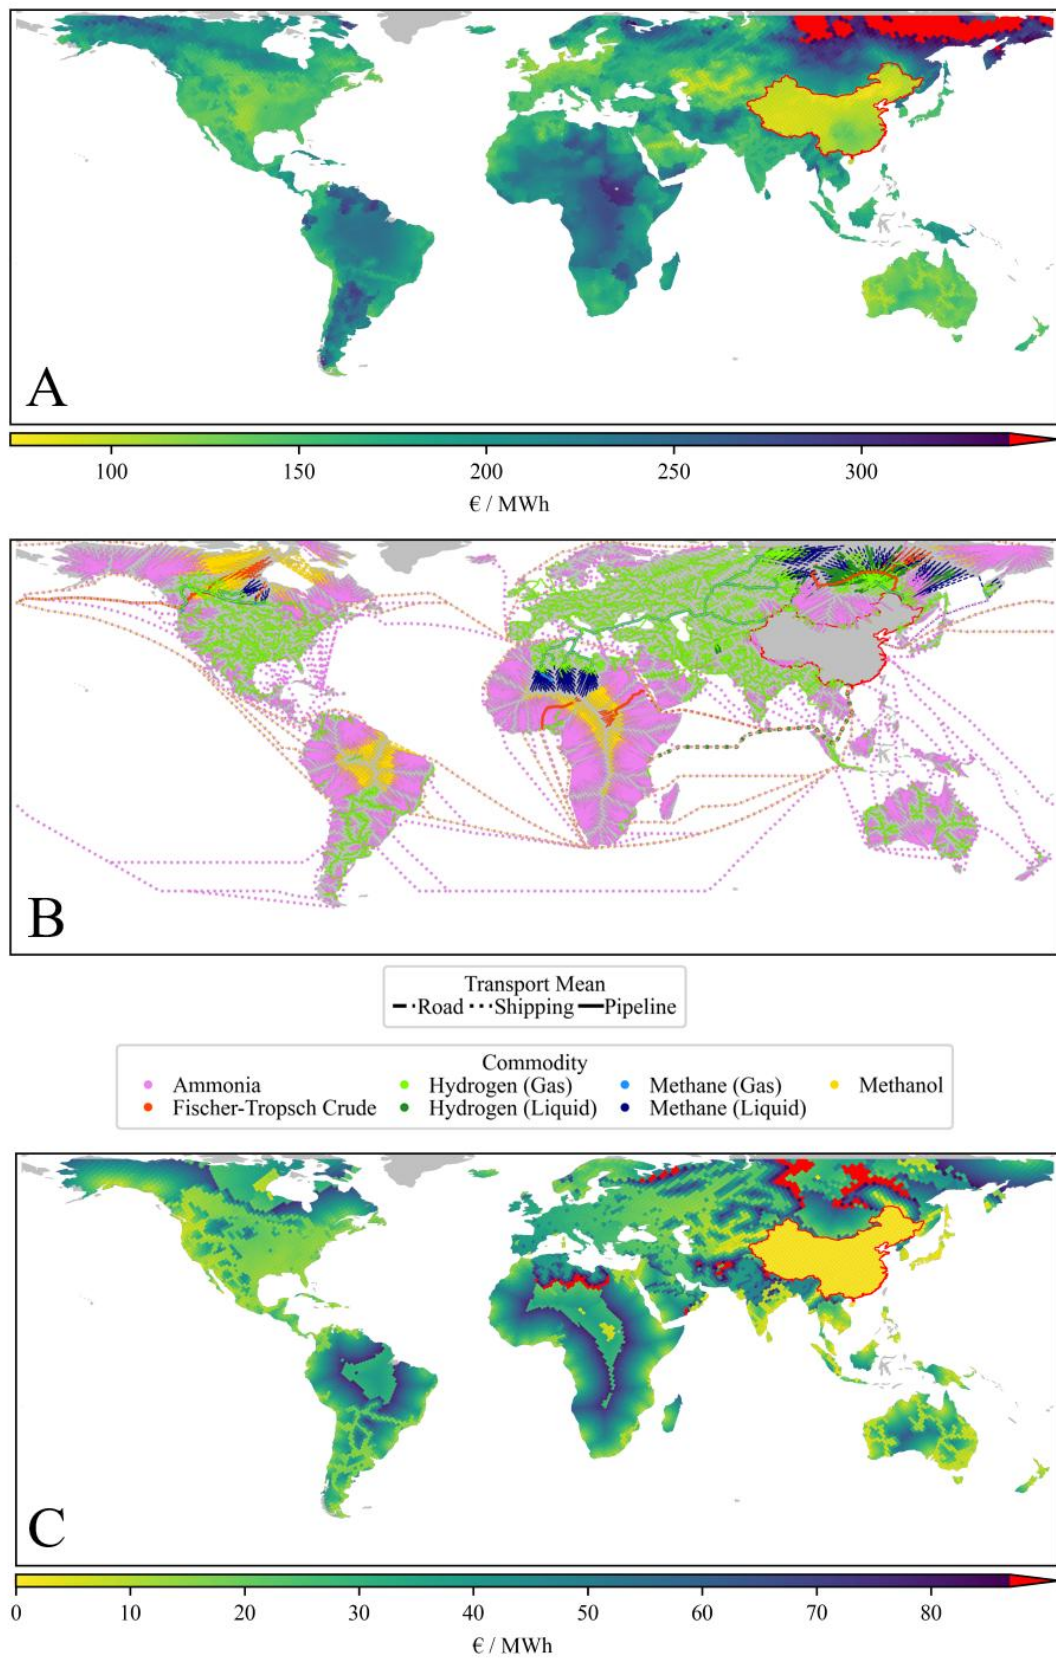 A
100 150 200 250 300
€ / MWh
B
Transport Mean
Road Shipping Pipeline
Commodity
Ammonia Hydrogen (Gas) Methane (Gas) Methanol
Fischer-Tropsch Crude Hydrogen (Liquid) Methane (Liquid)
C
0 10 20 30 40 50 60 70 80
€ / MWh